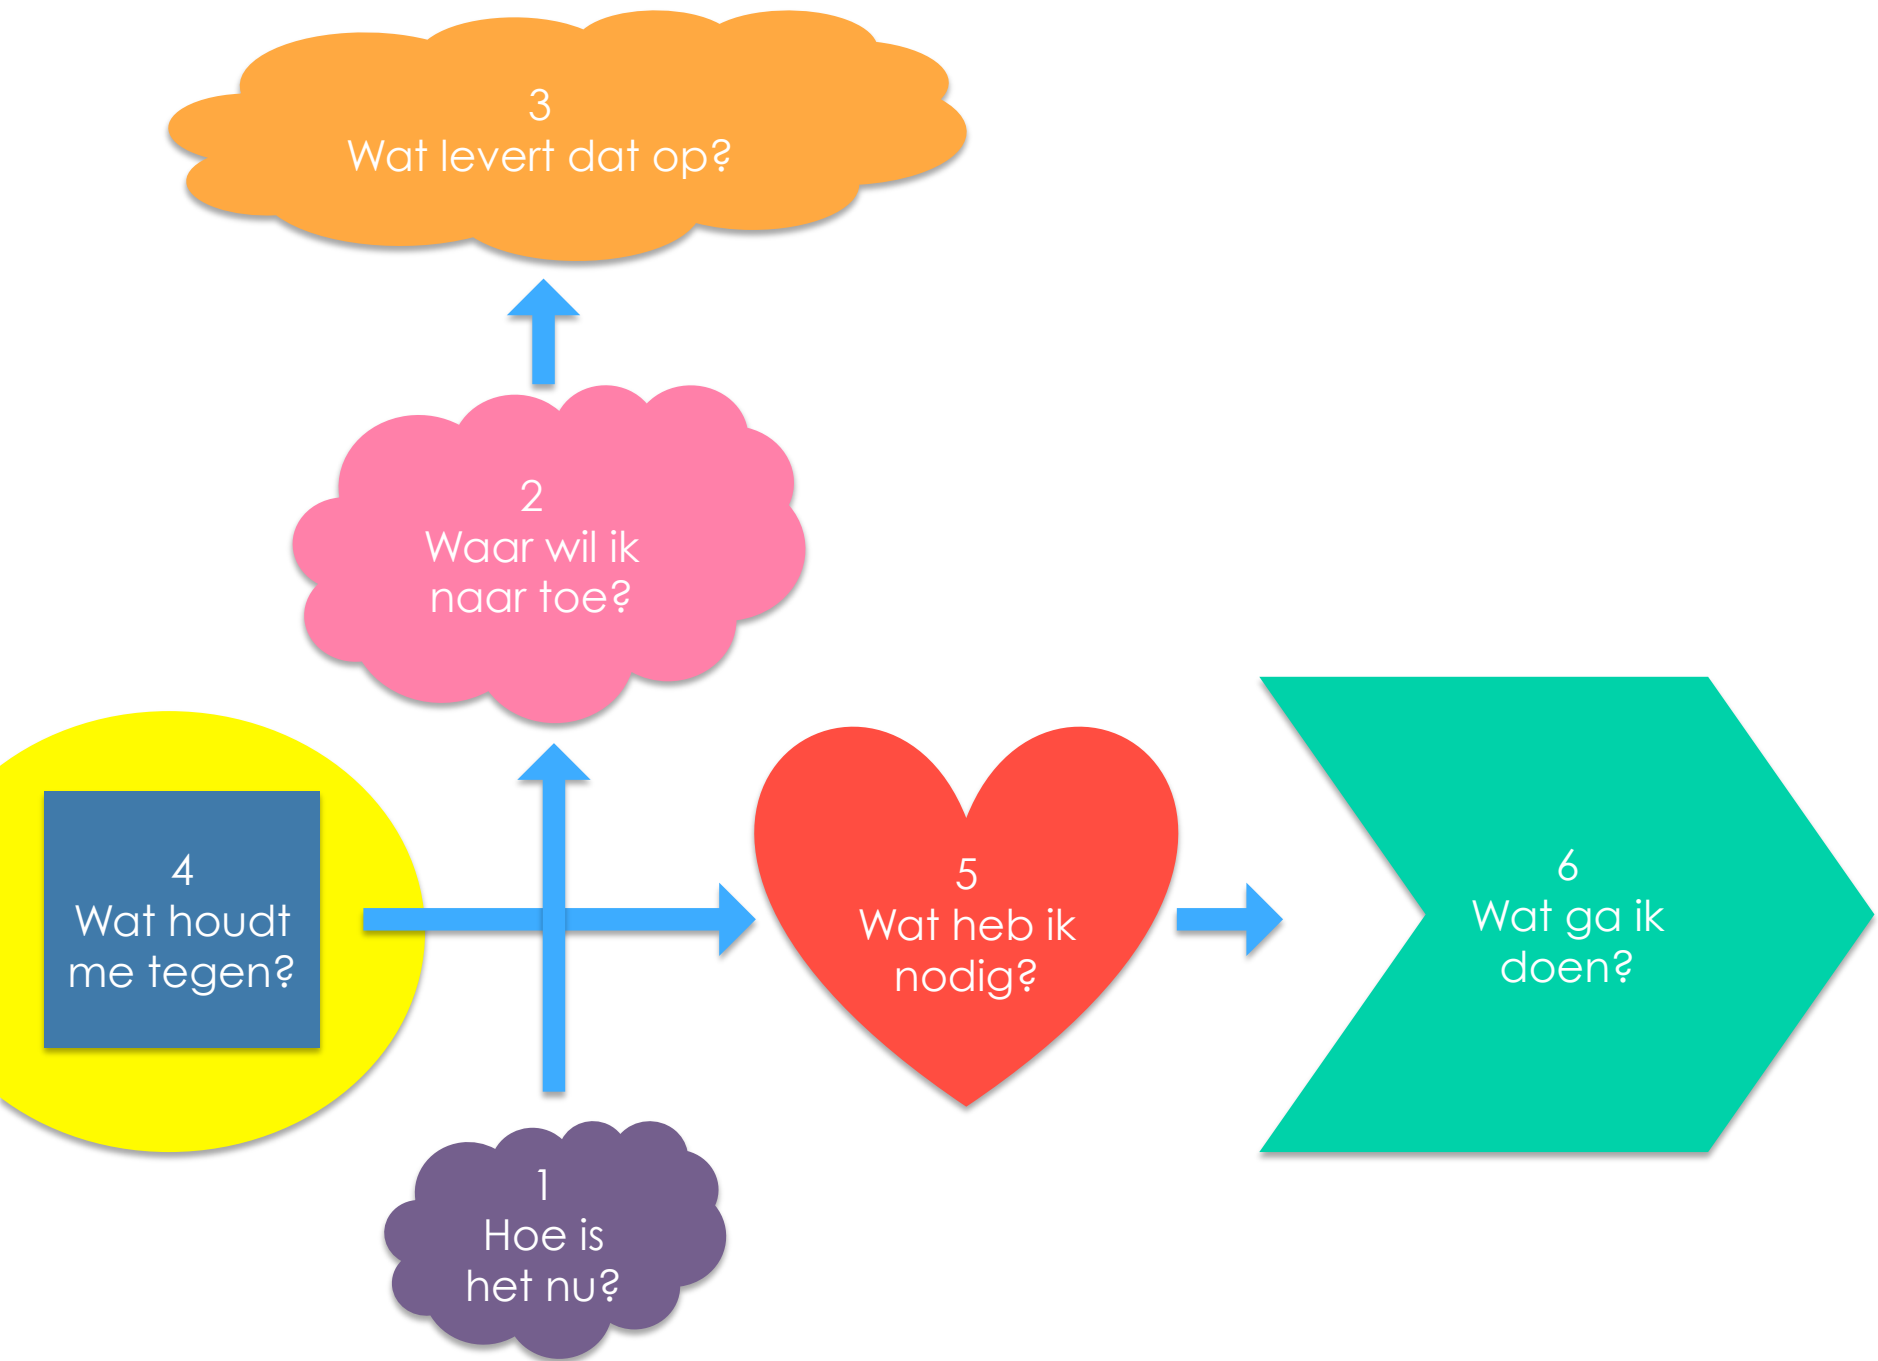 3
Wat levert dat op?
2
Waar wil ik
naar toe?
4
Wat houdt
me tegen?
5
Wat heb ik
nodig?
6
Wat ga ik
doen?
1
Hoe is
het nu?